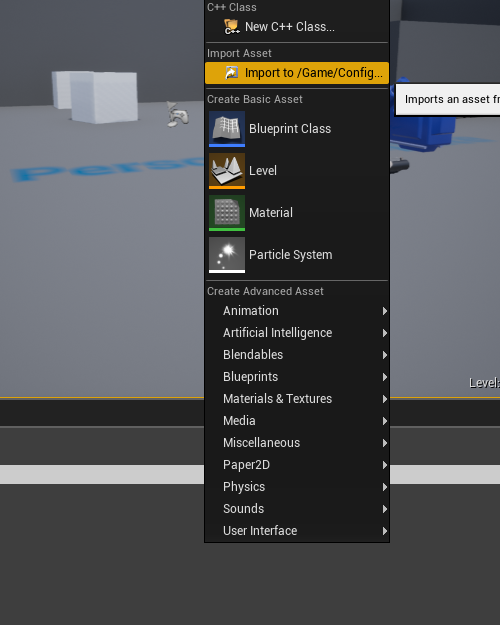 C++ Class
New C++ Class...
Import Asset
Import to /Game/Config...
Imports an asset
Create Basic Asset
Blueprint Class
Level
Material
Particle System
Create Advanced Asset
Animation
Artificial Intelligence
Blendables
Level:
Blueprints
Materials & Textures
Media
Miscellaneous
Paper2D
Physics
Sounds
User Interface